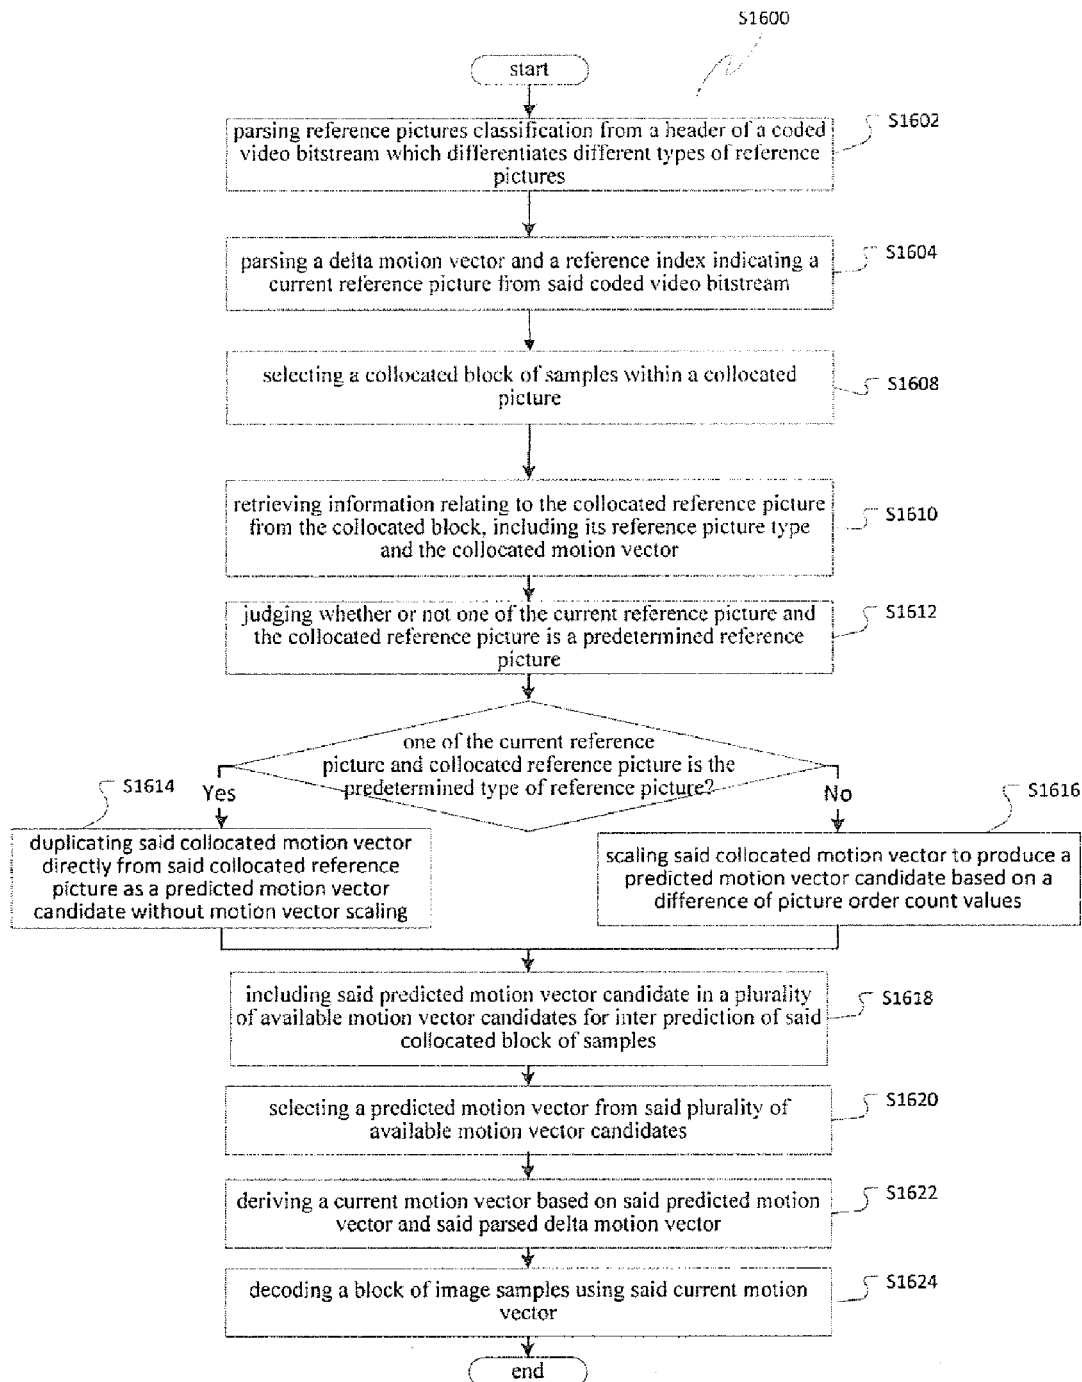 S1600
start
parsing reference pictures classification from a header of a coded
video bitstream which differentiates different types of reference
pictures
S1602
parsing a delta motion vector and a reference index indicating a
current reference picture from said coded video bitstream
S1604
selecting a collocated block of samples within a collocated
picture
S1608
retrieving information relating to the collocated reference picture
from the collocated block, including its reference picture type
and the collocated motion vector
S1610
judging whether or not one of the current reference picture and
the collocated reference picture is a predetermined reference
picture
S1612
one of the current reference
picture and collocated reference picture is the
predetermined type of reference picture?
S1614
Yes
No
S1616
duplicating said collocated motion vector
directly from said collocated reference
picture as a predicted motion vector
candidate without motion vector scaling
scaling said collocated motion vector to produce a
predicted motion vector candidate based on a
difference of picture order count values
including said predicted motion vector candidate in a plurality
of available motion vector candidates for inter prediction of said
collocated block of samples
S1618
selecting a predicted motion vector from said plurality of
available motion vector candidates
S1620
deriving a current motion vector based on said predicted motion
vector and said parsed delta motion vector
S1622
decoding a block of image samples using said current motion
vector
S1624
end